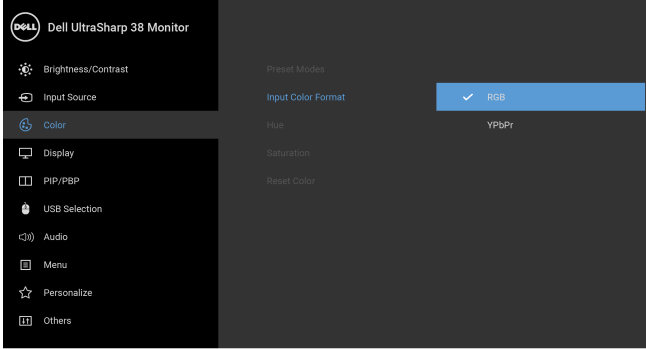 DELL
Dell UltraSharp 38 Monitor
Brightness/Contrast
Input Source
Color
Display
PIP/PBP
USB Selection
Audio
Menu
Personalize
Others
Preset Modes
Input Color Format
Hue
Saturation
Reset Color
RGB
YPbPr